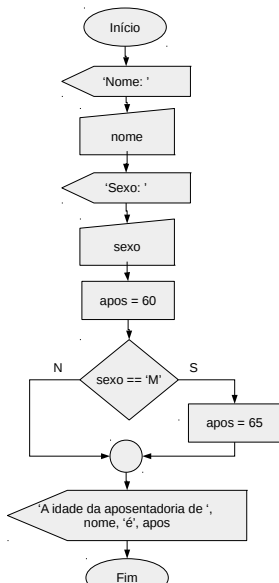 Início
‘Nome: ’
nome
‘Sexo: ’
sexo
apos = 60
N
S
sexo == ‘M’
apos = 65
‘A idade da aposentadoria de ‘,
nome, ‘é’, apos
Fim